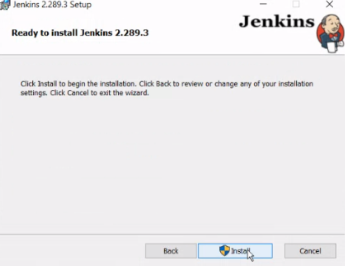 Jenkins 2.289.3 Setup
Ready to install Jenkins 2.289.3
Jenkins
Click Install to begin the installation. Click Back to review or change any of your installation
settings. Click Cancel to exit the wizard.
Back
Install
Cancel